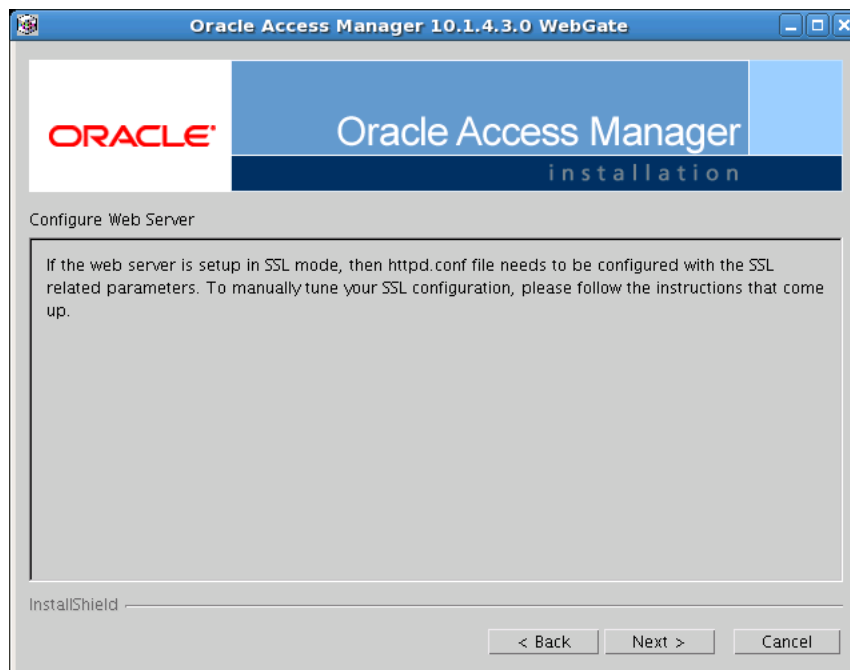 Oracle Access Manager 10.1.4.3.0 WebGate
ORACLE
Oracle Access Manager
installation
Configure Web Server
If the web server is setup in SSL mode, then httpd.conf file needs to be configured with the SSL
related parameters. To manually tune your SSL configuration, please follow the instructions that come
up.
InstallShield
< Back Next > Cancel